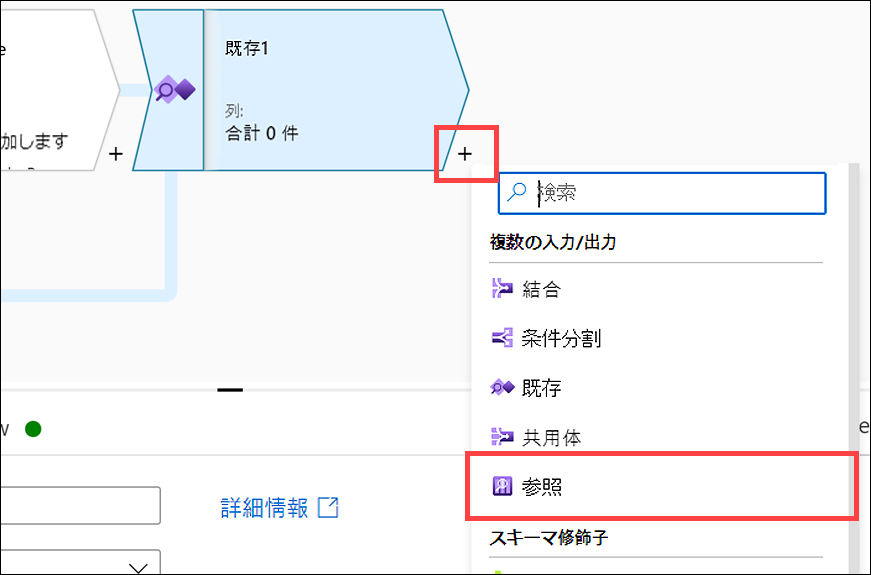 e
既存1
列:
合計 0 件
加します
+
+
検索
複数の入力/出力
結合
条件分割
既存
共用体
参照
スキーマ修飾子
詳細情報